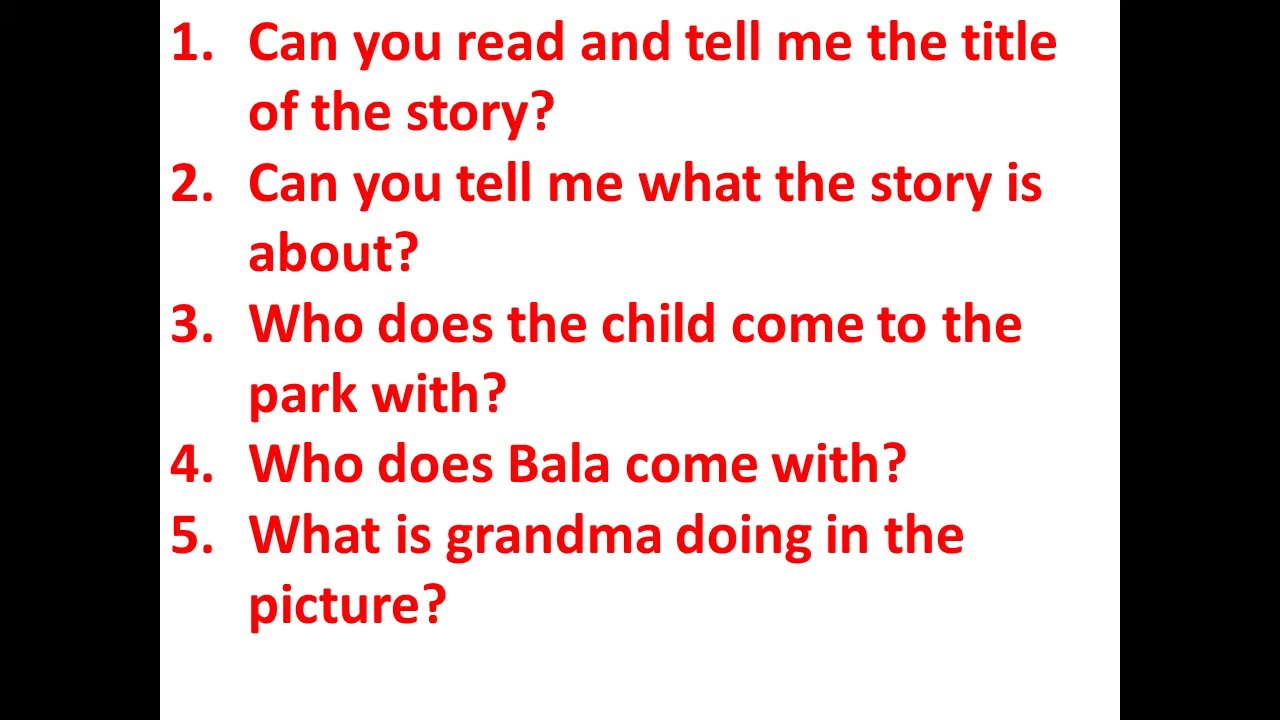 1. Can you read and tell me the title
of the story?
2. Can you tell me what the story is
about?
3. Who does the child come to the
park with?
4. Who does Bala come with?
5. What is grandma doing in the
picture?